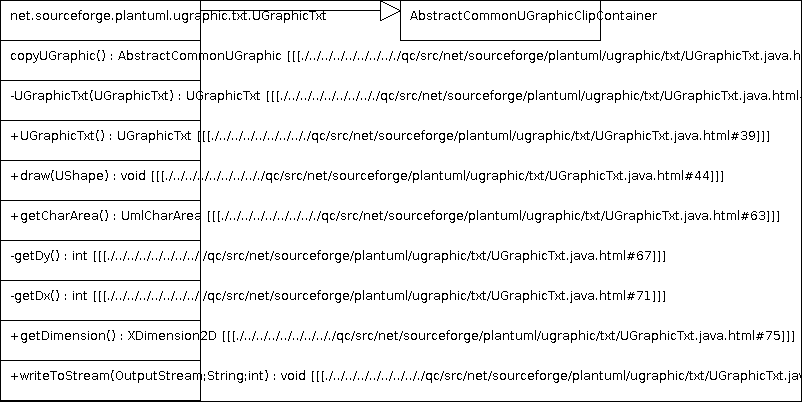 net.sourceforge.plantuml.ugraphic.txt.UGraphicTxt
AbstractCommonUGraphicClipContainer
copyUGraphic() : AbstractCommonUGraphic [[[./../../../../../../../../qc/src/net/sourceforge/plantuml/ugraphic/txt/UGraphicTxt.java.h
-UGraphicTxt(UGraphicTxt) : UGraphicTxt [[[./../../../../../../../../qc/src/net/sourceforge/plantuml/ugraphic/txt/UGraphicTxt.java.html
+UGraphicTxt() : UGraphicTxt [[[./../../../../../../../../qc/src/net/sourceforge/plantuml/ugraphic/txt/UGraphicTxt.java.html#39]]]
+draw(UShape) : void [[[./../../../../../../../../qc/src/net/sourceforge/plantuml/ugraphic/txt/UGraphicTxt.java.html#44]]]
+getCharArea() : UmlCharArea [[[./../../../../../../../../qc/src/net/sourceforge/plantuml/ugraphic/txt/UGraphicTxt.java.html#63]]]
-getDy() : int [[[./../../../../../../../../qc/src/net/sourceforge/plantuml/ugraphic/txt/UGraphicTxt.java.html#67]]]
-getDx() : int [[[./../../../../../../../../qc/src/net/sourceforge/plantuml/ugraphic/txt/UGraphicTxt.java.html#71]]]
+getDimension() : XDimension2D [[[./../../../../../../../../qc/src/net/sourceforge/plantuml/ugraphic/txt/UGraphicTxt.java.html#75]]]
+writeToStream(OutputStream;String;int) : void [[[./../../../../../../../../qc/src/net/sourceforge/plantuml/ugraphic/txt/UGraphicTxt.jav